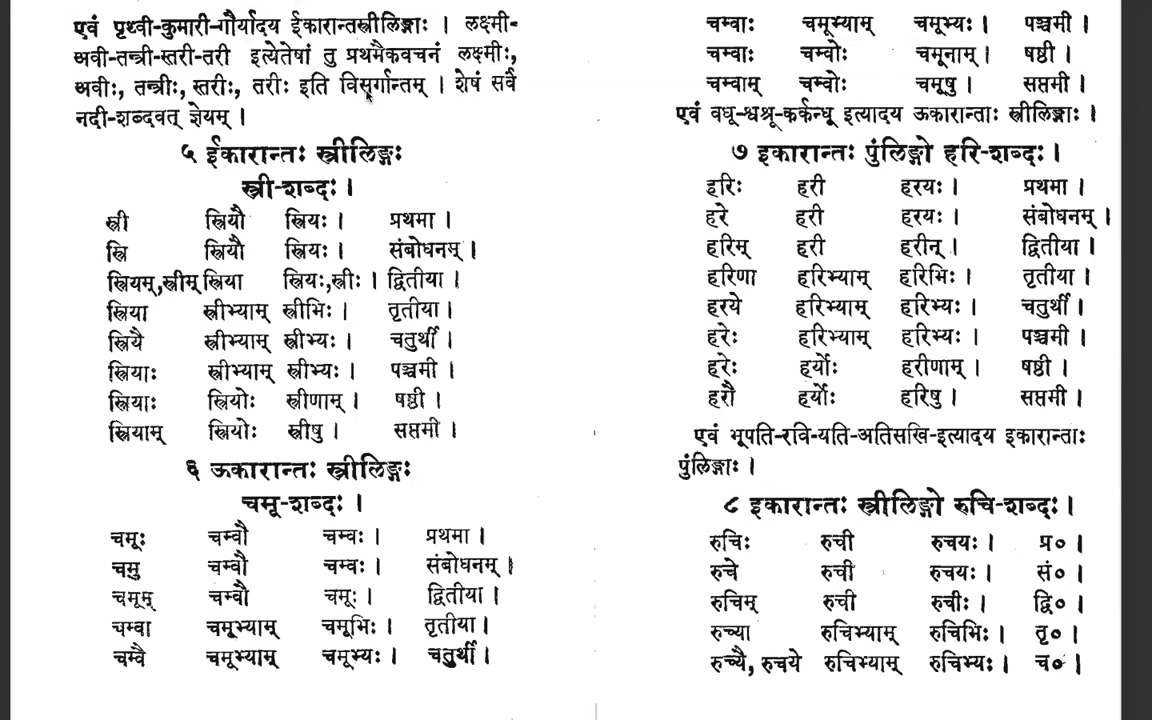 एवं पृथ्वी-कुमारी-गौर्यादय ईकारान्तस्त्रीलिङ्गाः । लक्ष्मी-
अवी-तन्त्री-स्तरी-तरी इत्येतेषां तु प्रथमैकवचनं लक्ष्मीः,
अवीः, तन्त्रीः, स्तरीः, तरीः इति विसर्गान्तम् । शेषं सर्वं
नदी-शब्दवत् ज्ञेयम् ।
५ ईकारान्तः स्त्रीलिङ्गः
स्त्री-शब्दः ।
स्त्री स्त्रियौ स्त्रियः । प्रथमा ।
स्त्रि स्त्रियौ स्त्रियः । संबोधनम् ।
स्त्रियम्,स्त्रीम् स्त्रिया स्त्रियः,स्त्रीः । द्वितीया ।
स्त्रिया स्त्रीभ्याम् स्त्रीभिः । तृतीया ।
स्त्रियै स्त्रीभ्याम् स्त्रीभ्यः । चतुर्थी ।
स्त्रियाः स्त्रीभ्याम् स्त्रीभ्यः । पञ्चमी ।
स्त्रियाः स्त्रियोः स्त्रीणाम् । षष्ठी ।
स्त्रियाम् स्त्रियोः स्त्रीषु । सप्तमी ।
६ ऊकारान्तः स्त्रीलिङ्गः
चमू-शब्दः ।
चमूः चम्वौ चम्वः । प्रथमा ।
चमु चम्वौ चम्वः । संबोधनम् ।
चमूम् चम्वौ चमूः । द्वितीया ।
चम्वा चमूभ्याम् चमूभिः । तृतीया ।
चम्वै चमूभ्याम् चमूभ्यः । चतुर्थी ।
चम्वाः चमूभ्याम् चमूभ्यः । पञ्चमी ।
चम्वाः चम्वोः चमूनाम् । षष्ठी ।
चम्वाम् चम्वोः चमूषु । सप्तमी ।
एवं वधू-श्वश्रू-कर्कन्धू इत्यादय ऊकारान्ताः स्त्रीलिङ्गाः ।
७ इकारान्तः पुंलिङ्गो हरि-शब्दः ।
हरिः हरी हरयः । प्रथमा ।
हरे हरी हरयः । संबोधनम् ।
हरिम् हरी हरीन् । द्वितीया ।
हरिणा हरिभ्याम् हरिभिः । तृतीया ।
हरये हरिभ्याम् हरिभ्यः । चतुर्थी ।
हरेः हरिभ्याम् हरिभ्यः । पञ्चमी ।
हरेः हर्योः हरीणाम् । षष्ठी ।
हरौ हर्योः हरिषु । सप्तमी ।
एवं भूपति-रवि-यति-अतिसखि-इत्यादय इकारान्ताः
पुंलिङ्गाः ।
८ इकारान्तः स्त्रीलिङ्गो रुचि-शब्दः ।
रुचिः रुची रुचयः । प्र० ।
रुचे रुची रुचयः । सं० ।
रुचिम् रुची रुचीः । द्वि० ।
रुच्या रुचिभ्याम् रुचिभिः । तृ० ।
रुच्यै, रुचये रुचिभ्याम् रुचिभ्यः । च० ।